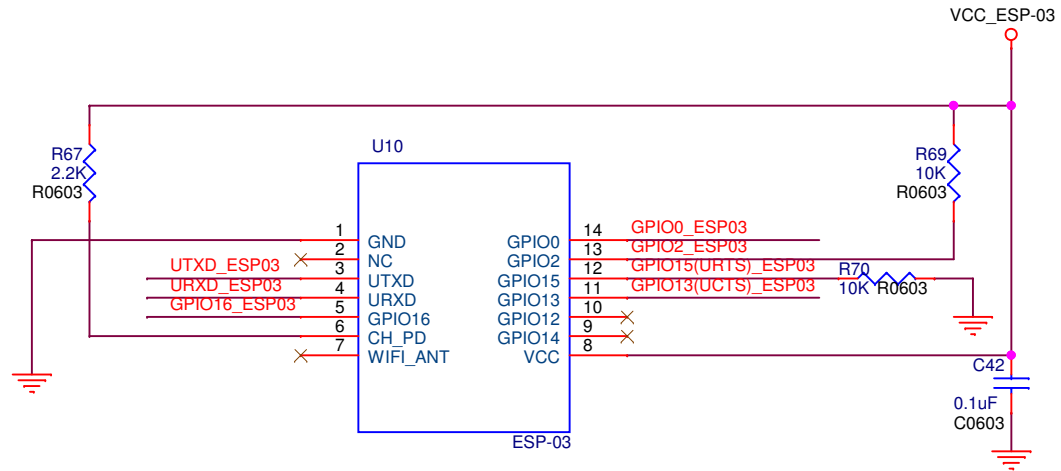 VCC_ESP-03
U10
R67
2.2K
R0603
R69
10K
R0603
1
GND
2
NC
UTXD_ESP03
3
UTXD
URXD_ESP03
4
URXD
GPIO16_ESP03
5
GPIO16
6
CH_PD
7
WIFI_ANT
14
GPIO0
GPIO0_ESP03
13
GPIO2
GPIO2_ESP03
12
GPIO15
GPIO15(URTS)_ESP03
11
GPIO13
GPIO13(UCTS)_ESP03
10
GPIO12
9
GPIO14
8
VCC
R70
10K
R0603
C42
0.1uF
C0603
ESP-03